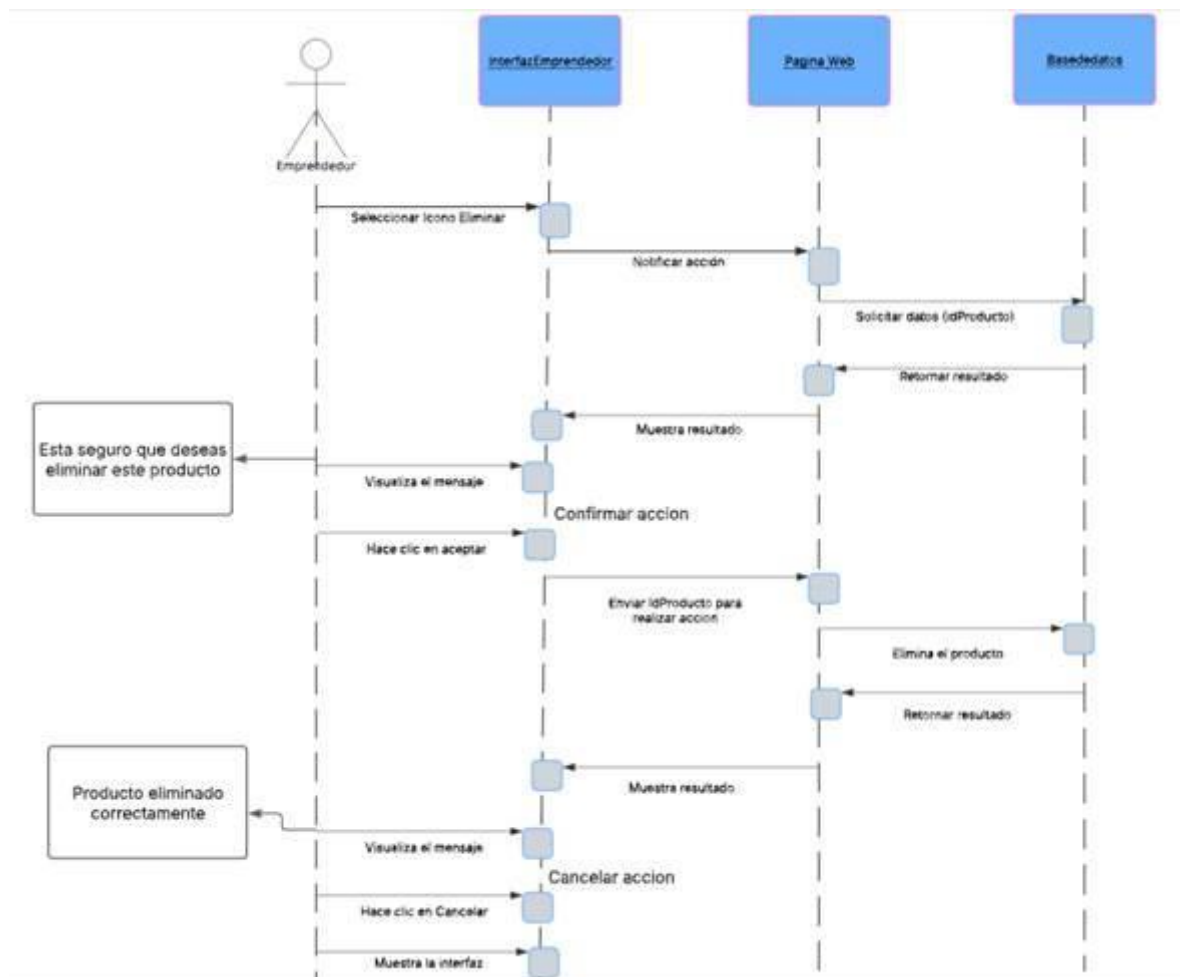 InterfazEmprendedor
Pagina Web
Basededatos
Emprendedor
Seleccionar Icono Eliminar
Notificar acción
Solicitar datos (idProducto)
Retornar resultado
Muestra resultado
Esta seguro que deseas
eliminar este producto
Visualiza el mensaje
Confirmar accion
Hace clic en aceptar
Enviar IdProducto para
realizar accion
Elimina el producto
Retornar resultado
Muestra resultado
Producto eliminado
correctamente
Visualiza el mensaje
Cancelar accion
Hace clic en Cancelar
Muestra la interfaz